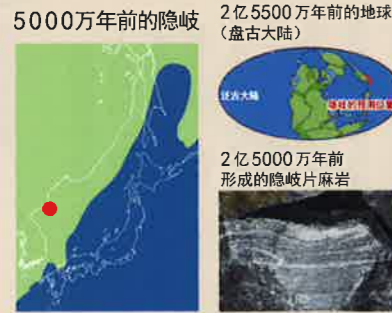 5000万年前的隐岐
2亿5500万年前的地球
(盘古大陆)
泛古大陆
2亿5000万年前
形成的隐岐片麻岩